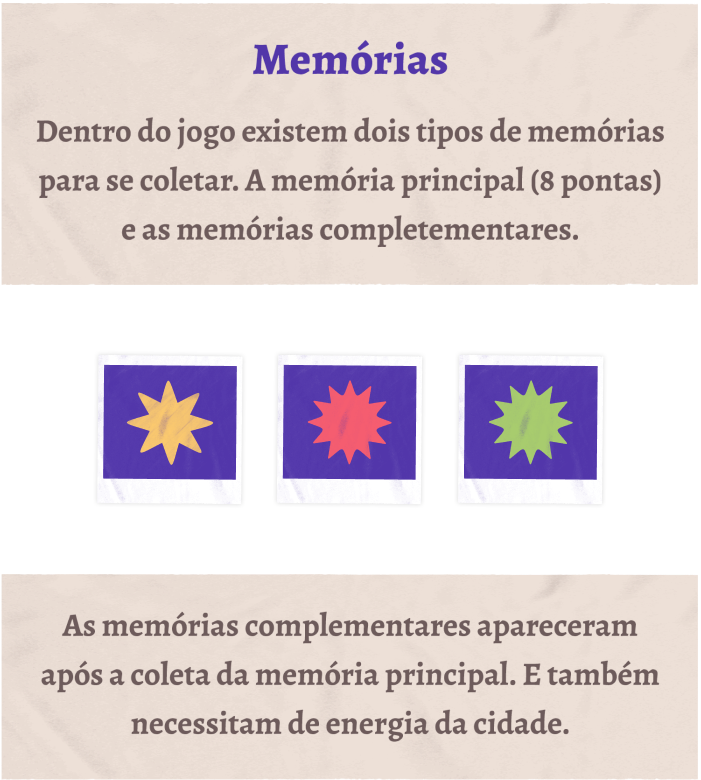 Memórias
Dentro do jogo existem dois tipos de memórias
para se coletar. A memória principal (8 pontas)
e as memórias completementares.
As memórias complementares apareceram
após a coleta da memória principal. E também
necessitam de energia da cidade.